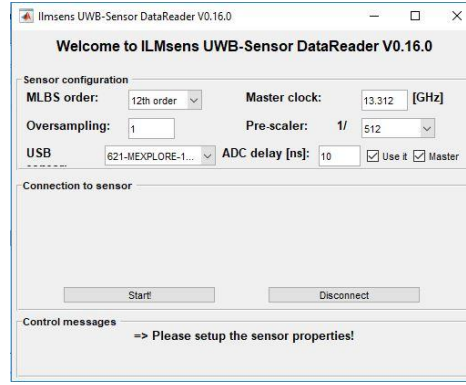 Ilmsens UWB-Sensor DataReader V0.16.0
Welcome to ILMsens UWB-Sensor DataReader V0.16.0
Sensor configuration
MLBS order: 12th order Master clock: 13.312 [GHz]
Oversampling: 1 Pre-scaler: 1/ 512
USB 621-MEXPLORE-1... ADC delay [ns]: 10 Use it Master
Connection to sensor
Start! Disconnect
Control messages
=> Please setup the sensor properties!